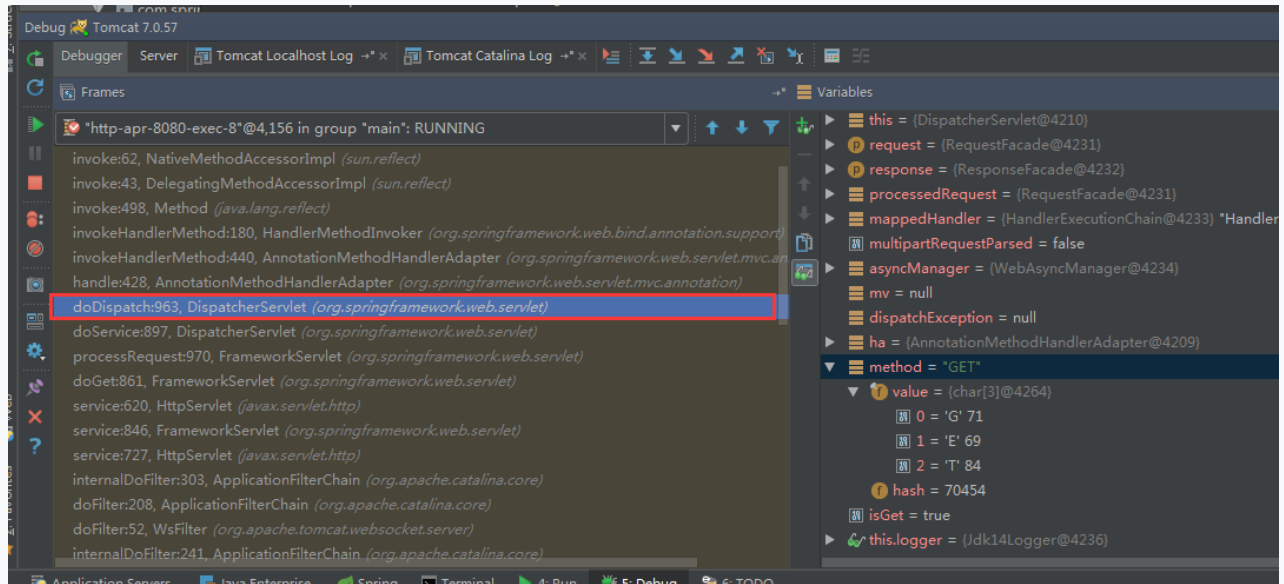 com.spri
Debug Tomcat 7.0.57
Debugger Server Tomcat Localhost Log Tomcat Catalina Log
Frames
Variables
"http-apr-8080-exec-8"@4,156 in group "main": RUNNING
invoke:62, NativeMethodAccessorImpl (sun.reflect)
invoke:43, DelegatingMethodAccessorImpl (sun.reflect)
invoke:498, Method (java.lang.reflect)
invokeHandlerMethod:180, HandlerMethodInvoker (org.springframework.web.bind.annotation.support)
invokeHandlerMethod:440, AnnotationMethodHandlerAdapter (org.springframework.web.servlet.mvc.an
handle:428, AnnotationMethodHandlerAdapter (org.springframework.web.servlet.mvc.annotation)
doDispatch:963, DispatcherServlet (org.springframework.web.servlet)
doService:897, DispatcherServlet (org.springframework.web.servlet)
processRequest:970, FrameworkServlet (org.springframework.web.servlet)
doGet:861, FrameworkServlet (org.springframework.web.servlet)
service:620, HttpServlet (javax.servlet.http)
service:846, FrameworkServlet (org.springframework.web.servlet)
service:727, HttpServlet (javax.servlet.http)
internalDoFilter:303, ApplicationFilterChain (org.apache.catalina.core)
doFilter:208, ApplicationFilterChain (org.apache.catalina.core)
doFilter:52, WsFilter (org.apache.tomcat.websocket.server)
internalDoFilter:241, ApplicationFilterChain (org.apache.catalina.core)
this = {DispatcherServlet@4210}
request = {RequestFacade@4231}
response = {ResponseFacade@4232}
processedRequest = {RequestFacade@4231}
mappedHandler = {HandlerExecutionChain@4233} "Handler
multipartRequestParsed = false
asyncManager = {WebAsyncManager@4234}
mv = null
dispatchException = null
ha = {AnnotationMethodHandlerAdapter@4209}
method = "GET"
value = {char[3]@4264}
0 = 'G' 71
1 = 'E' 69
2 = 'T' 84
hash = 70454
isGet = true
this.logger = {Jdk14Logger@4236}
Application Servers Java Enterprise Spring Terminal 4: Run 5: Debug 6: TODO